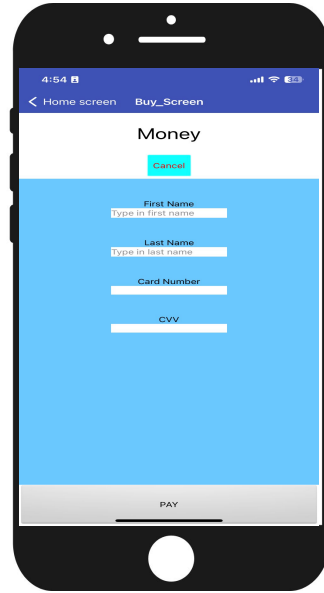 4:54
84
Home screen Buy_Screen
Money
Cancel
First Name
Type in first name
Last Name
Type in last name
Card Number
CVV
PAY